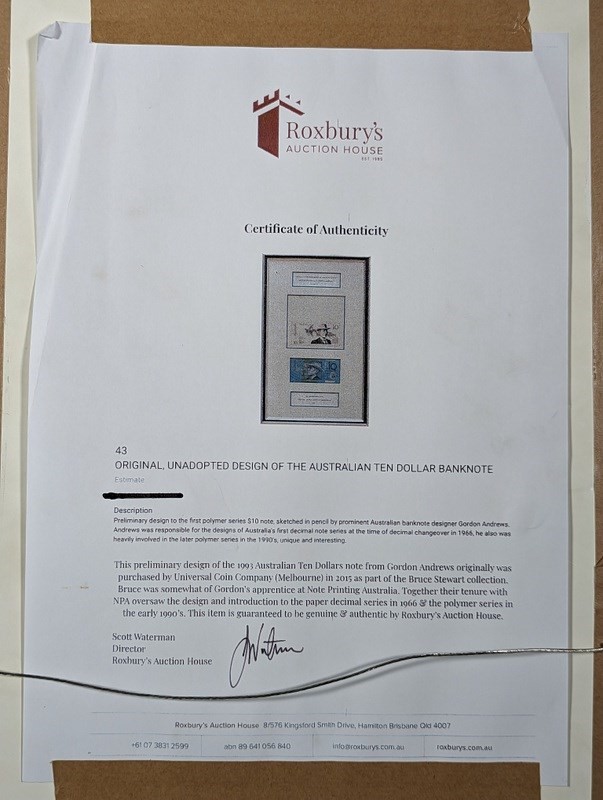 Roxbury's
AUCTION HOUSE
EST. 1985
Certificate of Authenticity
43
ORIGINAL, UNADOPTED DESIGN OF THE AUSTRALIAN TEN DOLLAR BANKNOTE
Estimate
Description
Preliminary design to the first polymer series $10 note, sketched in pencil by prominent Australian banknote designer Gordon Andrews.
Andrews was responsible for the designs of Australia's first decimal note series at the time of decimal changeover in 1966, he also was
heavily involved in the later polymer series in the 1990's, unique and interesting.
This preliminary design of the 1993 Australian Ten Dollars note from Gordon Andrews originally was
purchased by Universal Coin Company (Melbourne) in 2015 as part of the Bruce Stewart collection.
Bruce was somewhat of Gordon's apprentice at Note Printing Australia. Together their tenure with
NPA oversaw the design and introduction to the paper decimal series in 1966 & the polymer series in
the early 1990's. This item is guaranteed to be genuine & authentic by Roxbury's Auction House.
Scott Waterman
Director
Roxbury's Auction House
Roxbury's Auction House 8/576 Kingsford Smith Drive, Hamilton Brisbane Qld 4007
+61 07 3831 2599 abn 89 641 056 840 info@roxburys.com.au roxburys.com.au